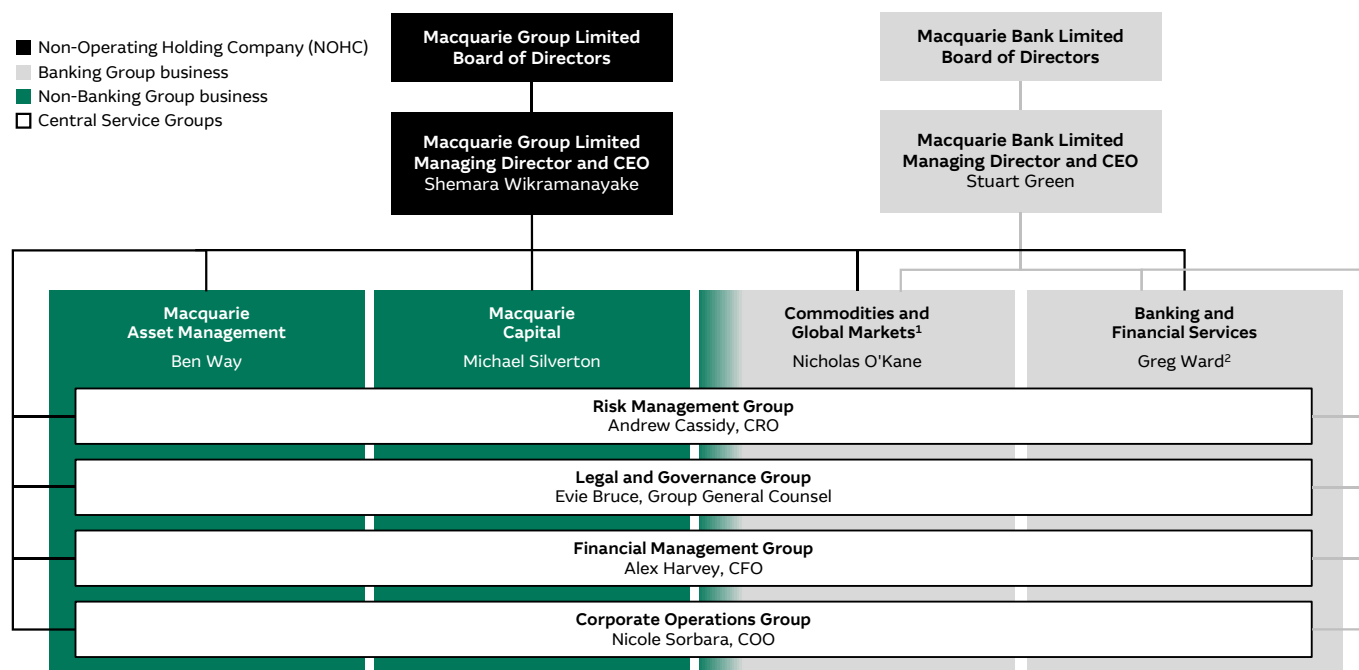 Non-Operating Holding Company (NOHC)
Banking Group business
Non-Banking Group business
Central Service Groups
Macquarie Group Limited
Board of Directors
Macquarie Bank Limited
Board of Directors
Macquarie Group Limited
Managing Director and CEO
Shemara Wikramanayake
Macquarie Bank Limited
Managing Director and CEO
Stuart Green
Macquarie
Asset Management
Ben Way
Macquarie
Capital
Michael Silverton
Commodities and
Global Markets¹
Nicholas O'Kane
Banking and
Financial Services
Greg Ward²
Risk Management Group
Andrew Cassidy, CRO
Legal and Governance Group
Evie Bruce, Group General Counsel
Financial Management Group
Alex Harvey, CFO
Corporate Operations Group
Nicole Sorbara, COO